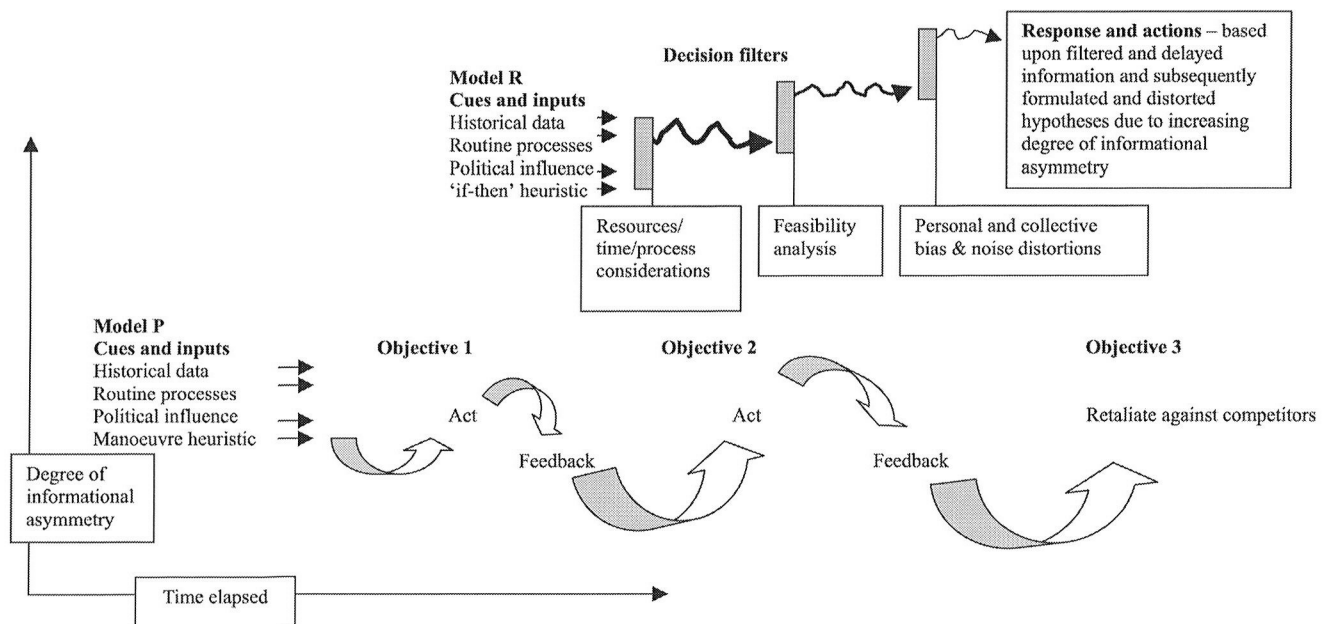 Response and actions – based
upon filtered and delayed
information and subsequently
formulated and distorted
hypotheses due to increasing
degree of informational
asymmetry
Decision filters
Model R
Cues and inputs
Historical data
Routine processes
Political influence
‘if-then’ heuristic
Resources/
time/process
considerations
Feasibility
analysis
Personal and collective
bias & noise distortions
Model P
Cues and inputs
Historical data
Routine processes
Political influence
Manoeuvre heuristic
Objective 1
Objective 2
Objective 3
Act
Feedback
Act
Feedback
Retaliate against competitors
Degree of
informational
asymmetry
Time elapsed